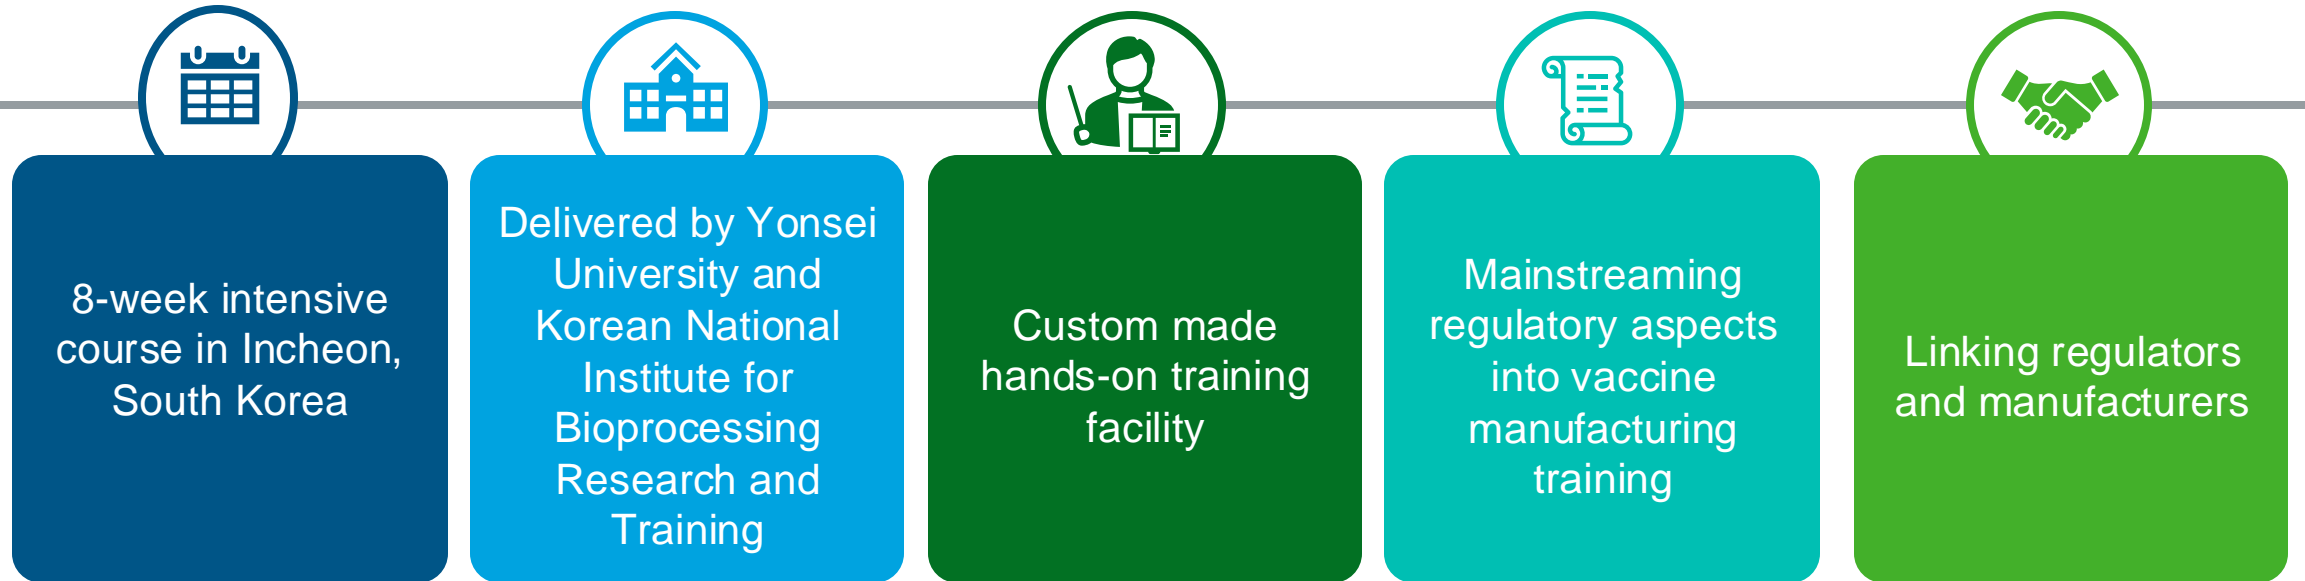 8-week intensive
course in Incheon,
South Korea
Delivered by Yonsei
University and
Korean National
Institute for
Bioprocessing
Research and
Training
Custom made
hands-on training
facility
Mainstreaming
regulatory aspects
into vaccine
manufacturing
training
Linking regulators
and manufacturers